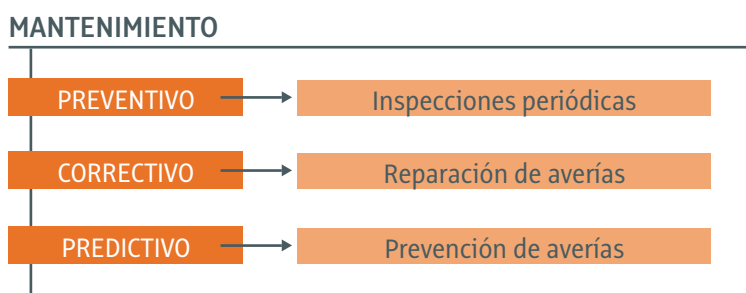 MANTENIMIENTO
PREVENTIVO
Inspecciones periódicas
CORRECTIVO
Reparación de averías
PREDICTIVO
Prevención de averías